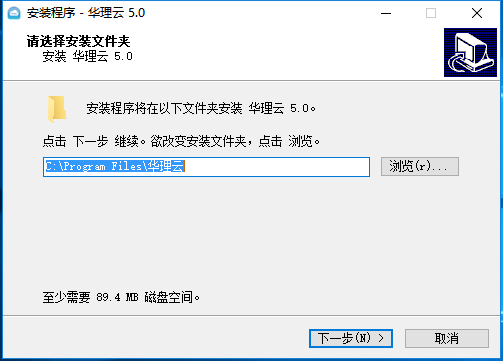 安装程序 - 华理云 5.0
请选择安装文件夹
安装 华理云 5.0
安装程序将在以下文件夹安装 华理云 5.0。
点击 下一步 继续。欲改变安装文件夹，点击 浏览。
C:\Program Files\华理云
浏览(r)...
至少需要 89.4 MB 磁盘空间。
下一步(N) >
取消